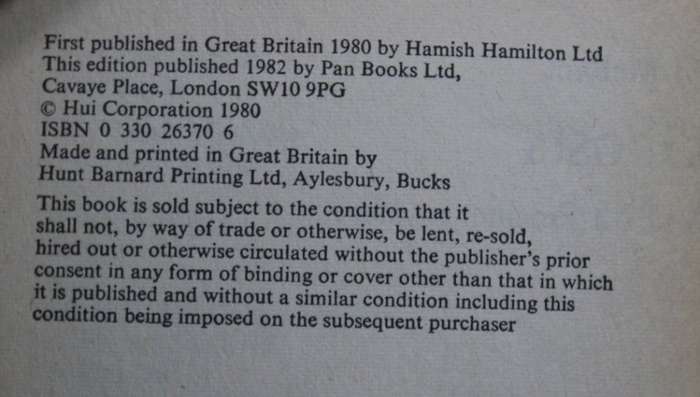 First published in Great Britain 1980 by Hamish Hamilton Ltd
This edition published 1982 by Pan Books Ltd,
Cavaye Place, London SW10 9PG
© Hui Corporation 1980
ISBN 0 330 26370 6
Made and printed in Great Britain by
Hunt Barnard Printing Ltd, Aylesbury, Bucks
This book is sold subject to the condition that it
shall not, by way of trade or otherwise, be lent, re-sold,
hired out or otherwise circulated without the publisher's prior
consent in any form of binding or cover other than that in which
it is published and without a similar condition including this
condition being imposed on the subsequent purchaser